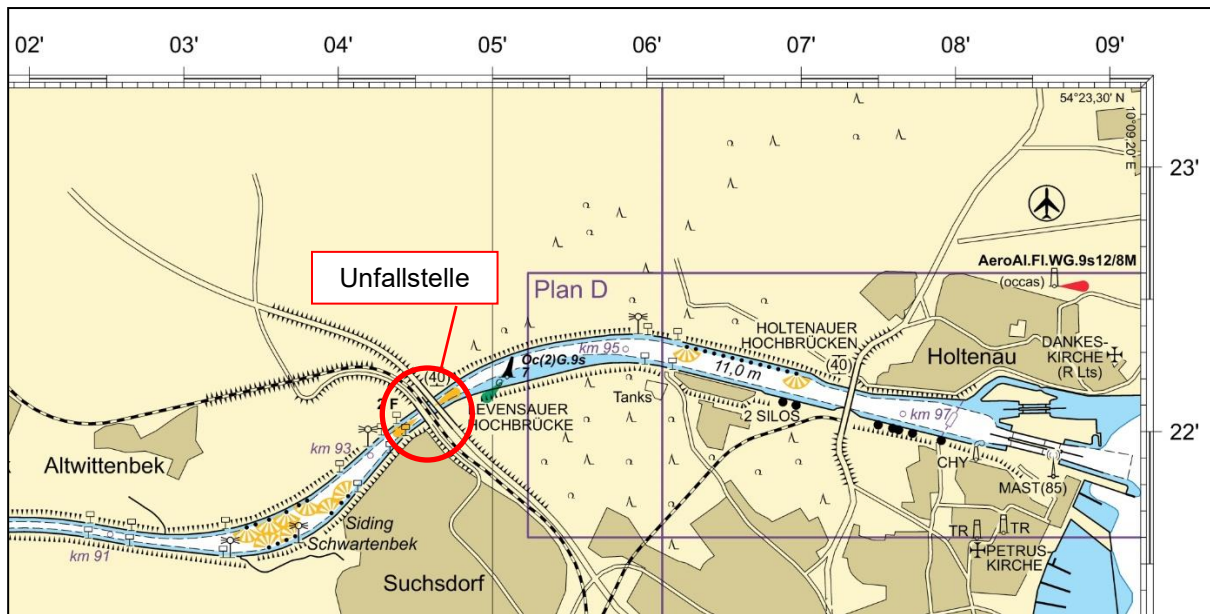 02'
03'
04'
05'
06'
07'
08'
09'
54°23,30' N
10°09,20' E
23'
Unfallstelle
AeroAl.Fl.WG.9s12/8M
(occas)
Plan D
Oc(2)G.9s
7
km 95
HOLTENAUER
HOCHBRÜCKEN
(40)
Holtenau
DANKES-
KIRCHE
(R Lts)
(40)
11,0 m
Tanks
EVENSAUER
HOCHBRÜCKE
2 SILOS
km 97
F
km 93
22'
Altwittenbek
CHY
MAST(85)
Siding
Schwartenbek
km 91
TR
TR
PETRUS-
KIRCHE
Suchsdorf